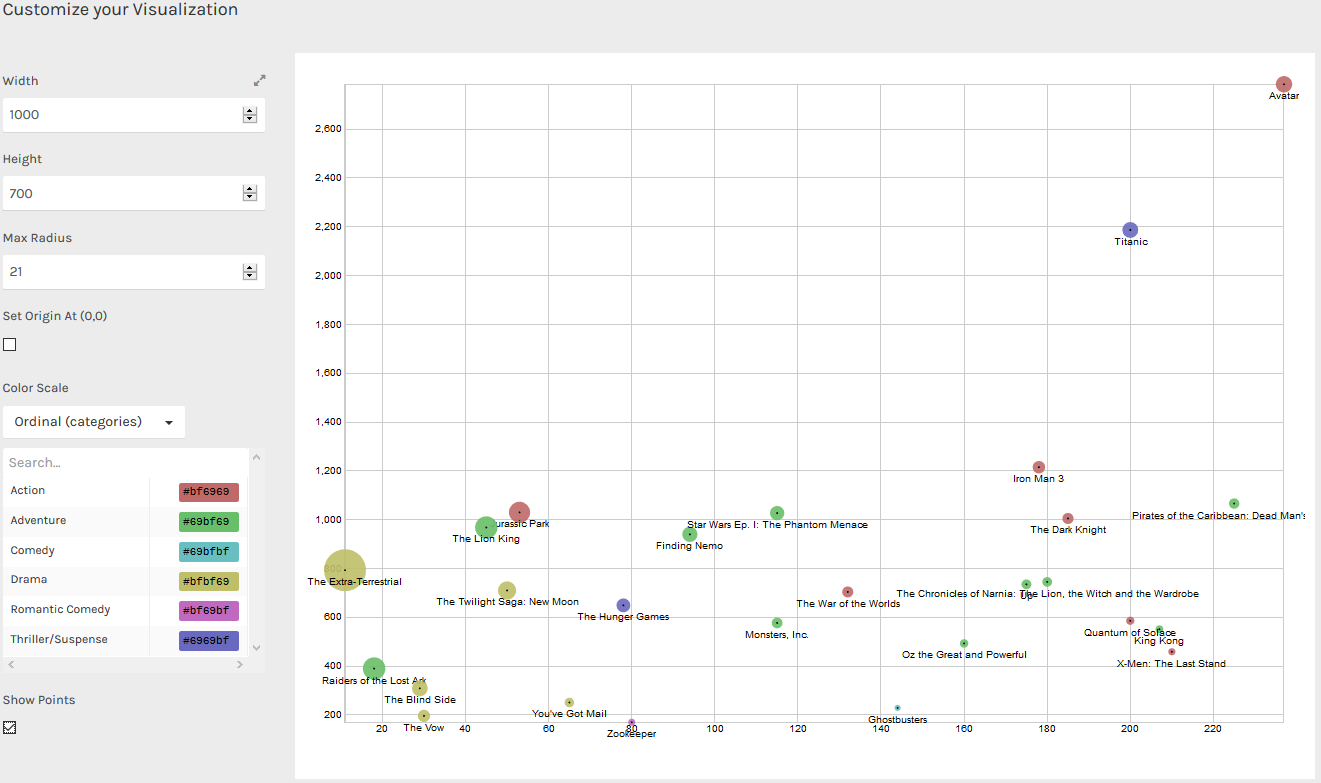 Customize your Visualization
Width
1000
Height
700
Max Radius
21
Set Origin At (0,0)
Color Scale
Ordinal (categories)
Search...
Action #bf6969
Adventure #69bf69
Comedy #69bfbf
Drama #bfbf69
Romantic Comedy #bf69bf
Thriller/Suspense #6969bf
Show Points
Avatar
2,600
2,400
2,200
Titanic
2,000
1,800
1,600
1,400
1,200
Iron Man 3
1,000
Jurassic Park
Star Wars Ep. I: The Phantom Menace
Pirates of the Caribbean: Dead Man's
The Dark Knight
The Lion King
Finding Nemo
800
The Extra-Terrestrial
The Chronicles of Narnia: The Lion, the Witch and the Wardrobe
Up
The Twilight Saga: New Moon
The War of the Worlds
600
The Hunger Games
Monsters, Inc.
Quantum of Solace
King Kong
Oz the Great and Powerful
400
X-Men: The Last Stand
Raiders of the Lost Ark
The Blind Side
200
You've Got Mail
Ghostbusters
The Vow
Zookeeper
20 40 60 80 100 120 140 160 180 200 220